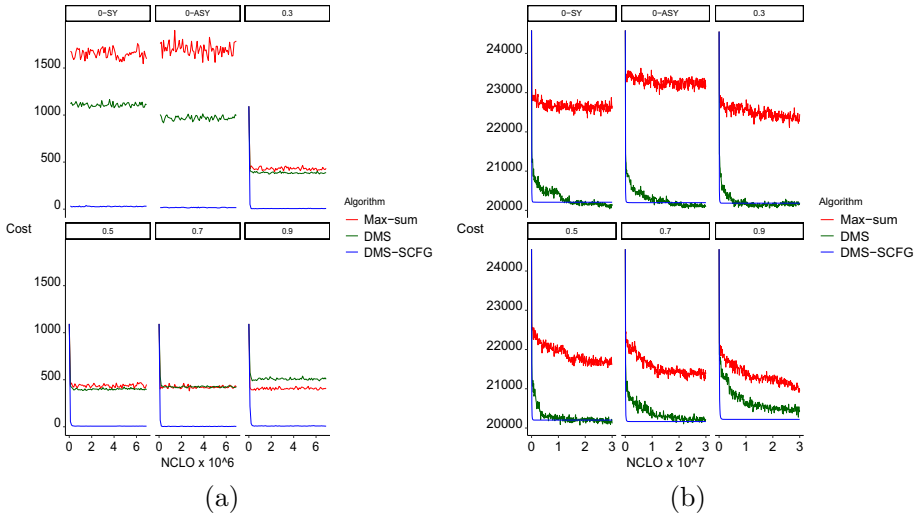 0−SY 0−ASY 0.3
1500
1000
500
0
Cost
0.5 0.7 0.9
1500
1000
500
0
0 2 4 6 0 2 4 6 0 2 4 6
NCLO x 10^6
Algorithm
Max−sum
DMS
DMS−SCFG
(a)
0−SY 0−ASY 0.3
24000
23000
22000
21000
20000
Cost
0.5 0.7 0.9
24000
23000
22000
21000
20000
0 1 2 3 0 1 2 3 0 1 2 3
NCLO x 10^7
Algorithm
Max−sum
DMS
DMS−SCFG
(b)